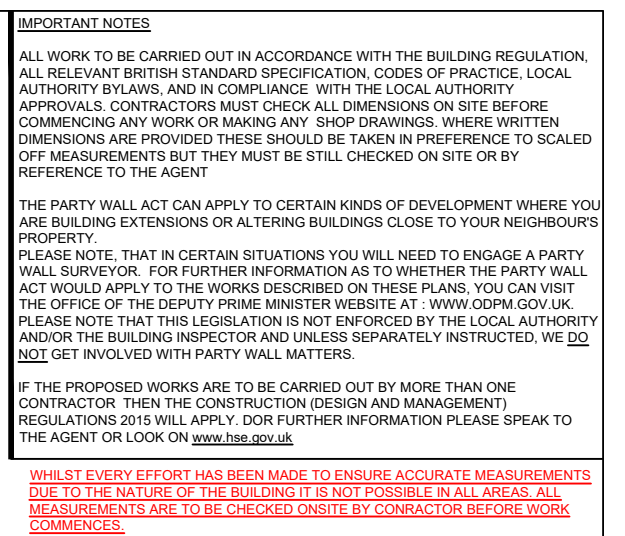 IMPORTANT NOTES
ALL WORK TO BE CARRIED OUT IN ACCORDANCE WITH THE BUILDING REGULATION,
ALL RELEVANT BRITISH STANDARD SPECIFICATION, CODES OF PRACTICE, LOCAL
AUTHORITY BYLAWS, AND IN COMPLIANCE WITH THE LOCAL AUTHORITY
APPROVALS. CONTRACTORS MUST CHECK ALL DIMENSIONS ON SITE BEFORE
COMMENCING ANY WORK OR MAKING ANY SHOP DRAWINGS. WHERE WRITTEN
DIMENSIONS ARE PROVIDED THESE SHOULD BE TAKEN IN PREFERENCE TO SCALED
OFF MEASUREMENTS BUT THEY MUST BE STILL CHECKED ON SITE OR BY
REFERENCE TO THE AGENT
THE PARTY WALL ACT CAN APPLY TO CERTAIN KINDS OF DEVELOPMENT WHERE YOU
ARE BUILDING EXTENSIONS OR ALTERING BUILDINGS CLOSE TO YOUR NEIGHBOUR'S
PROPERTY.
PLEASE NOTE, THAT IN CERTAIN SITUATIONS YOU WILL NEED TO ENGAGE A PARTY
WALL SURVEYOR. FOR FURTHER INFORMATION AS TO WHETHER THE PARTY WALL
ACT WOULD APPLY TO THE WORKS DESCRIBED ON THESE PLANS, YOU CAN VISIT
THE OFFICE OF THE DEPUTY PRIME MINISTER WEBSITE AT : WWW.ODPM.GOV.UK.
PLEASE NOTE THAT THIS LEGISLATION IS NOT ENFORCED BY THE LOCAL AUTHORITY
AND/OR THE BUILDING INSPECTOR AND UNLESS SEPARATELY INSTRUCTED, WE DO
NOT GET INVOLVED WITH PARTY WALL MATTERS.
IF THE PROPOSED WORKS ARE TO BE CARRIED OUT BY MORE THAN ONE
CONTRACTOR THEN THE CONSTRUCTION (DESIGN AND MANAGEMENT)
REGULATIONS 2015 WILL APPLY. DOR FURTHER INFORMATION PLEASE SPEAK TO
THE AGENT OR LOOK ON www.hse.gov.uk
WHILST EVERY EFFORT HAS BEEN MADE TO ENSURE ACCURATE MEASUREMENTS
DUE TO THE NATURE OF THE BUILDING IT IS NOT POSSIBLE IN ALL AREAS. ALL
MEASUREMENTS ARE TO BE CHECKED ONSITE BY CONRACTOR BEFORE WORK
COMMENCES.